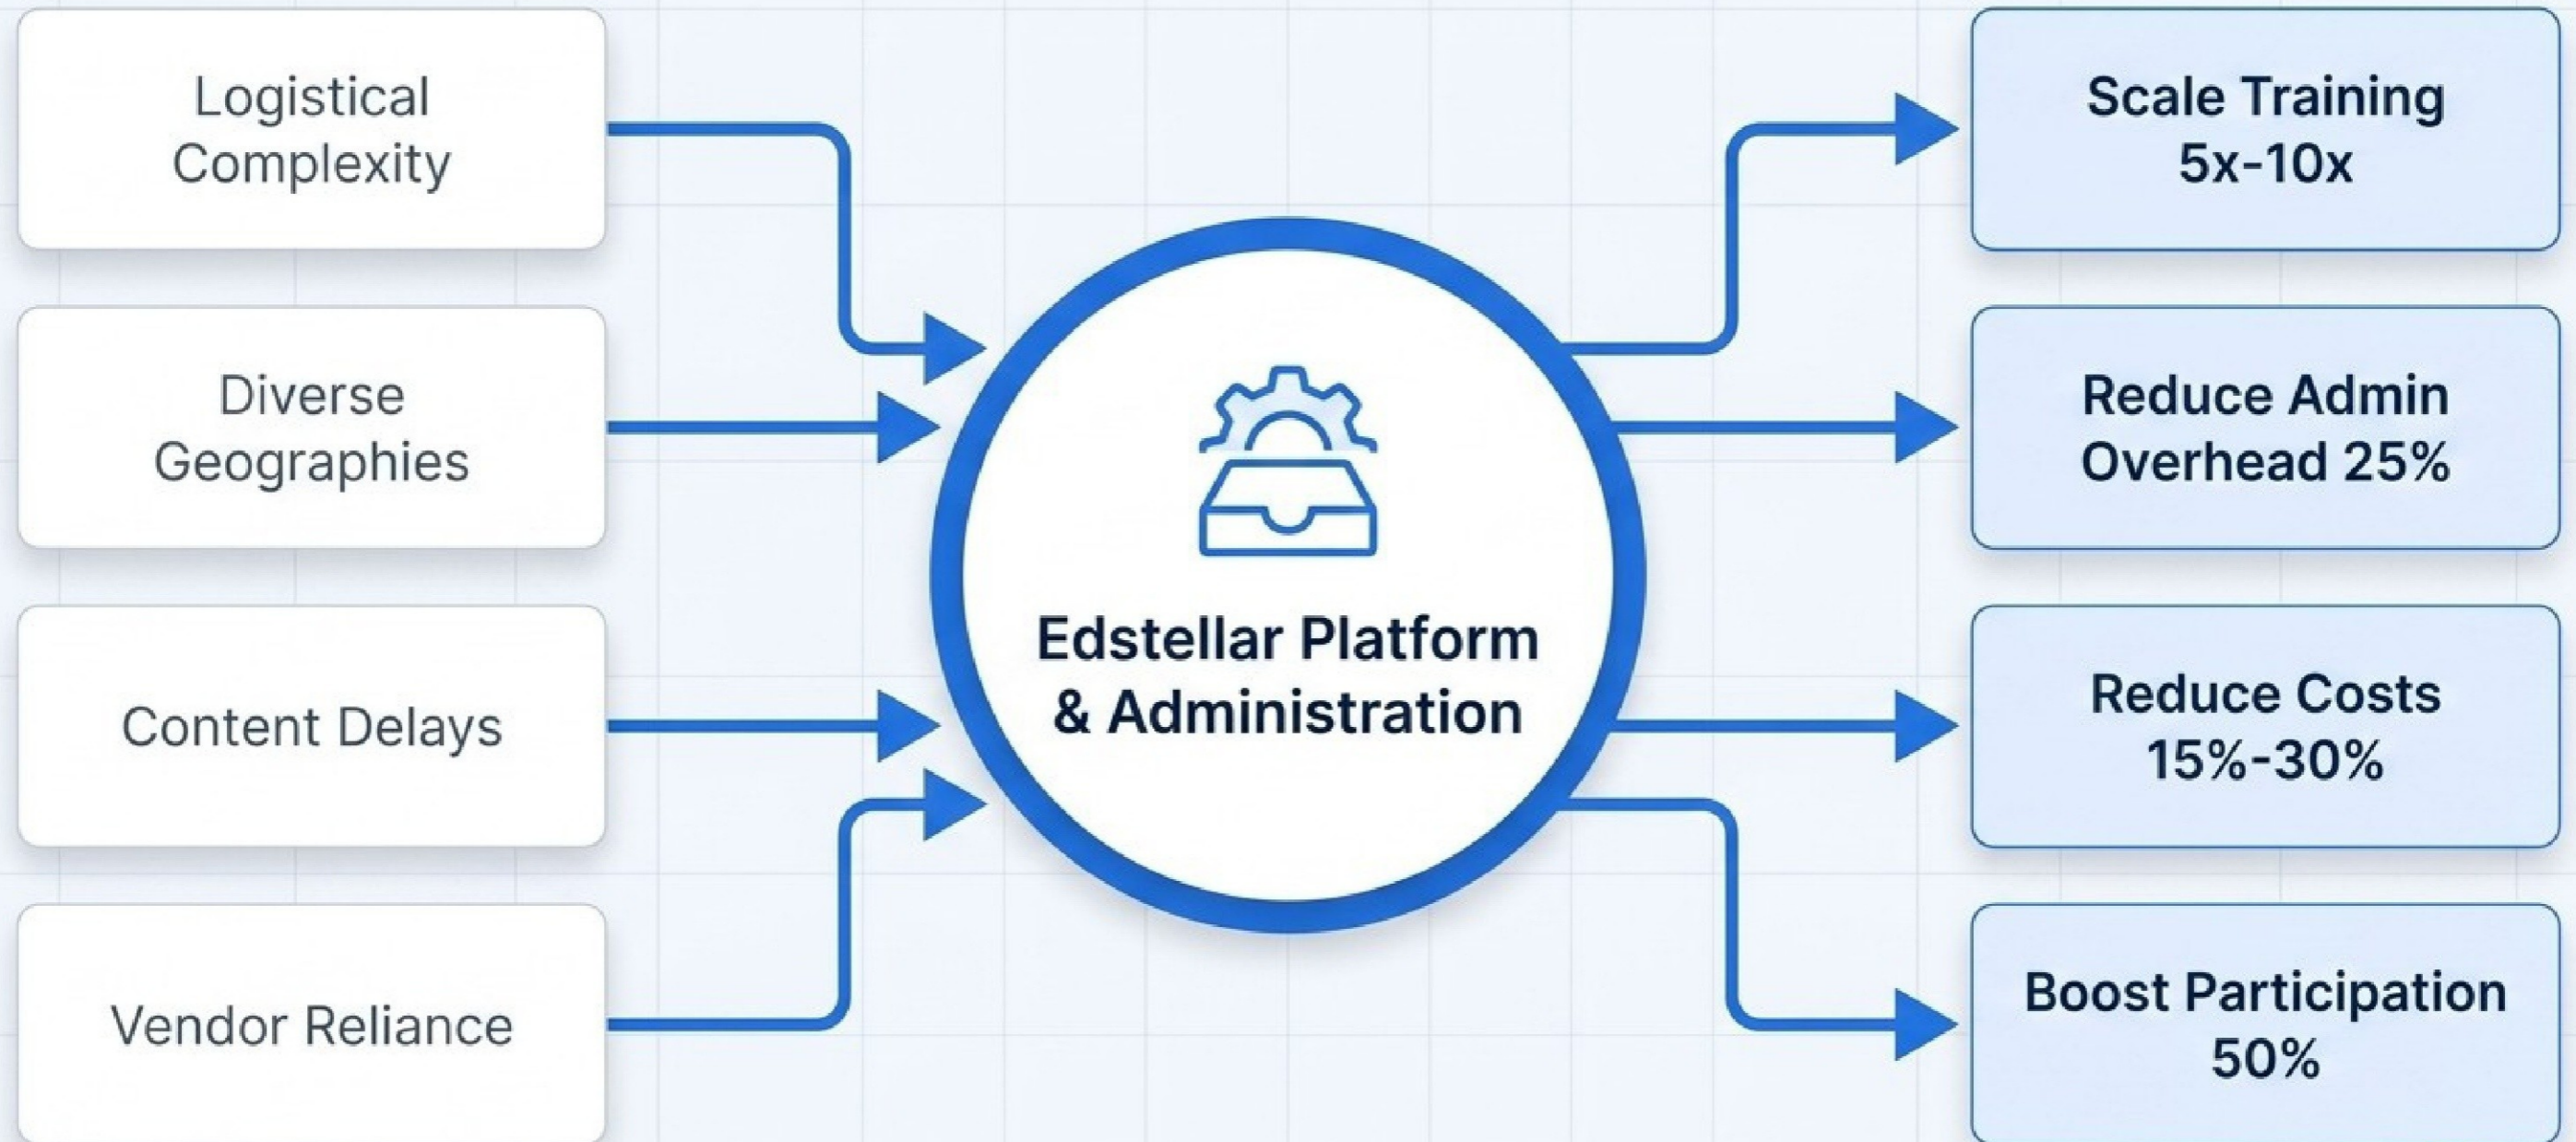 Logistical
Complexity
Diverse
Geographies
Content Delays
Vendor Reliance
Edstellar Platform
& Administration
Scale Training
5x-10x
Reduce Admin
Overhead 25%
Reduce Costs
15%-30%
Boost Participation
50%